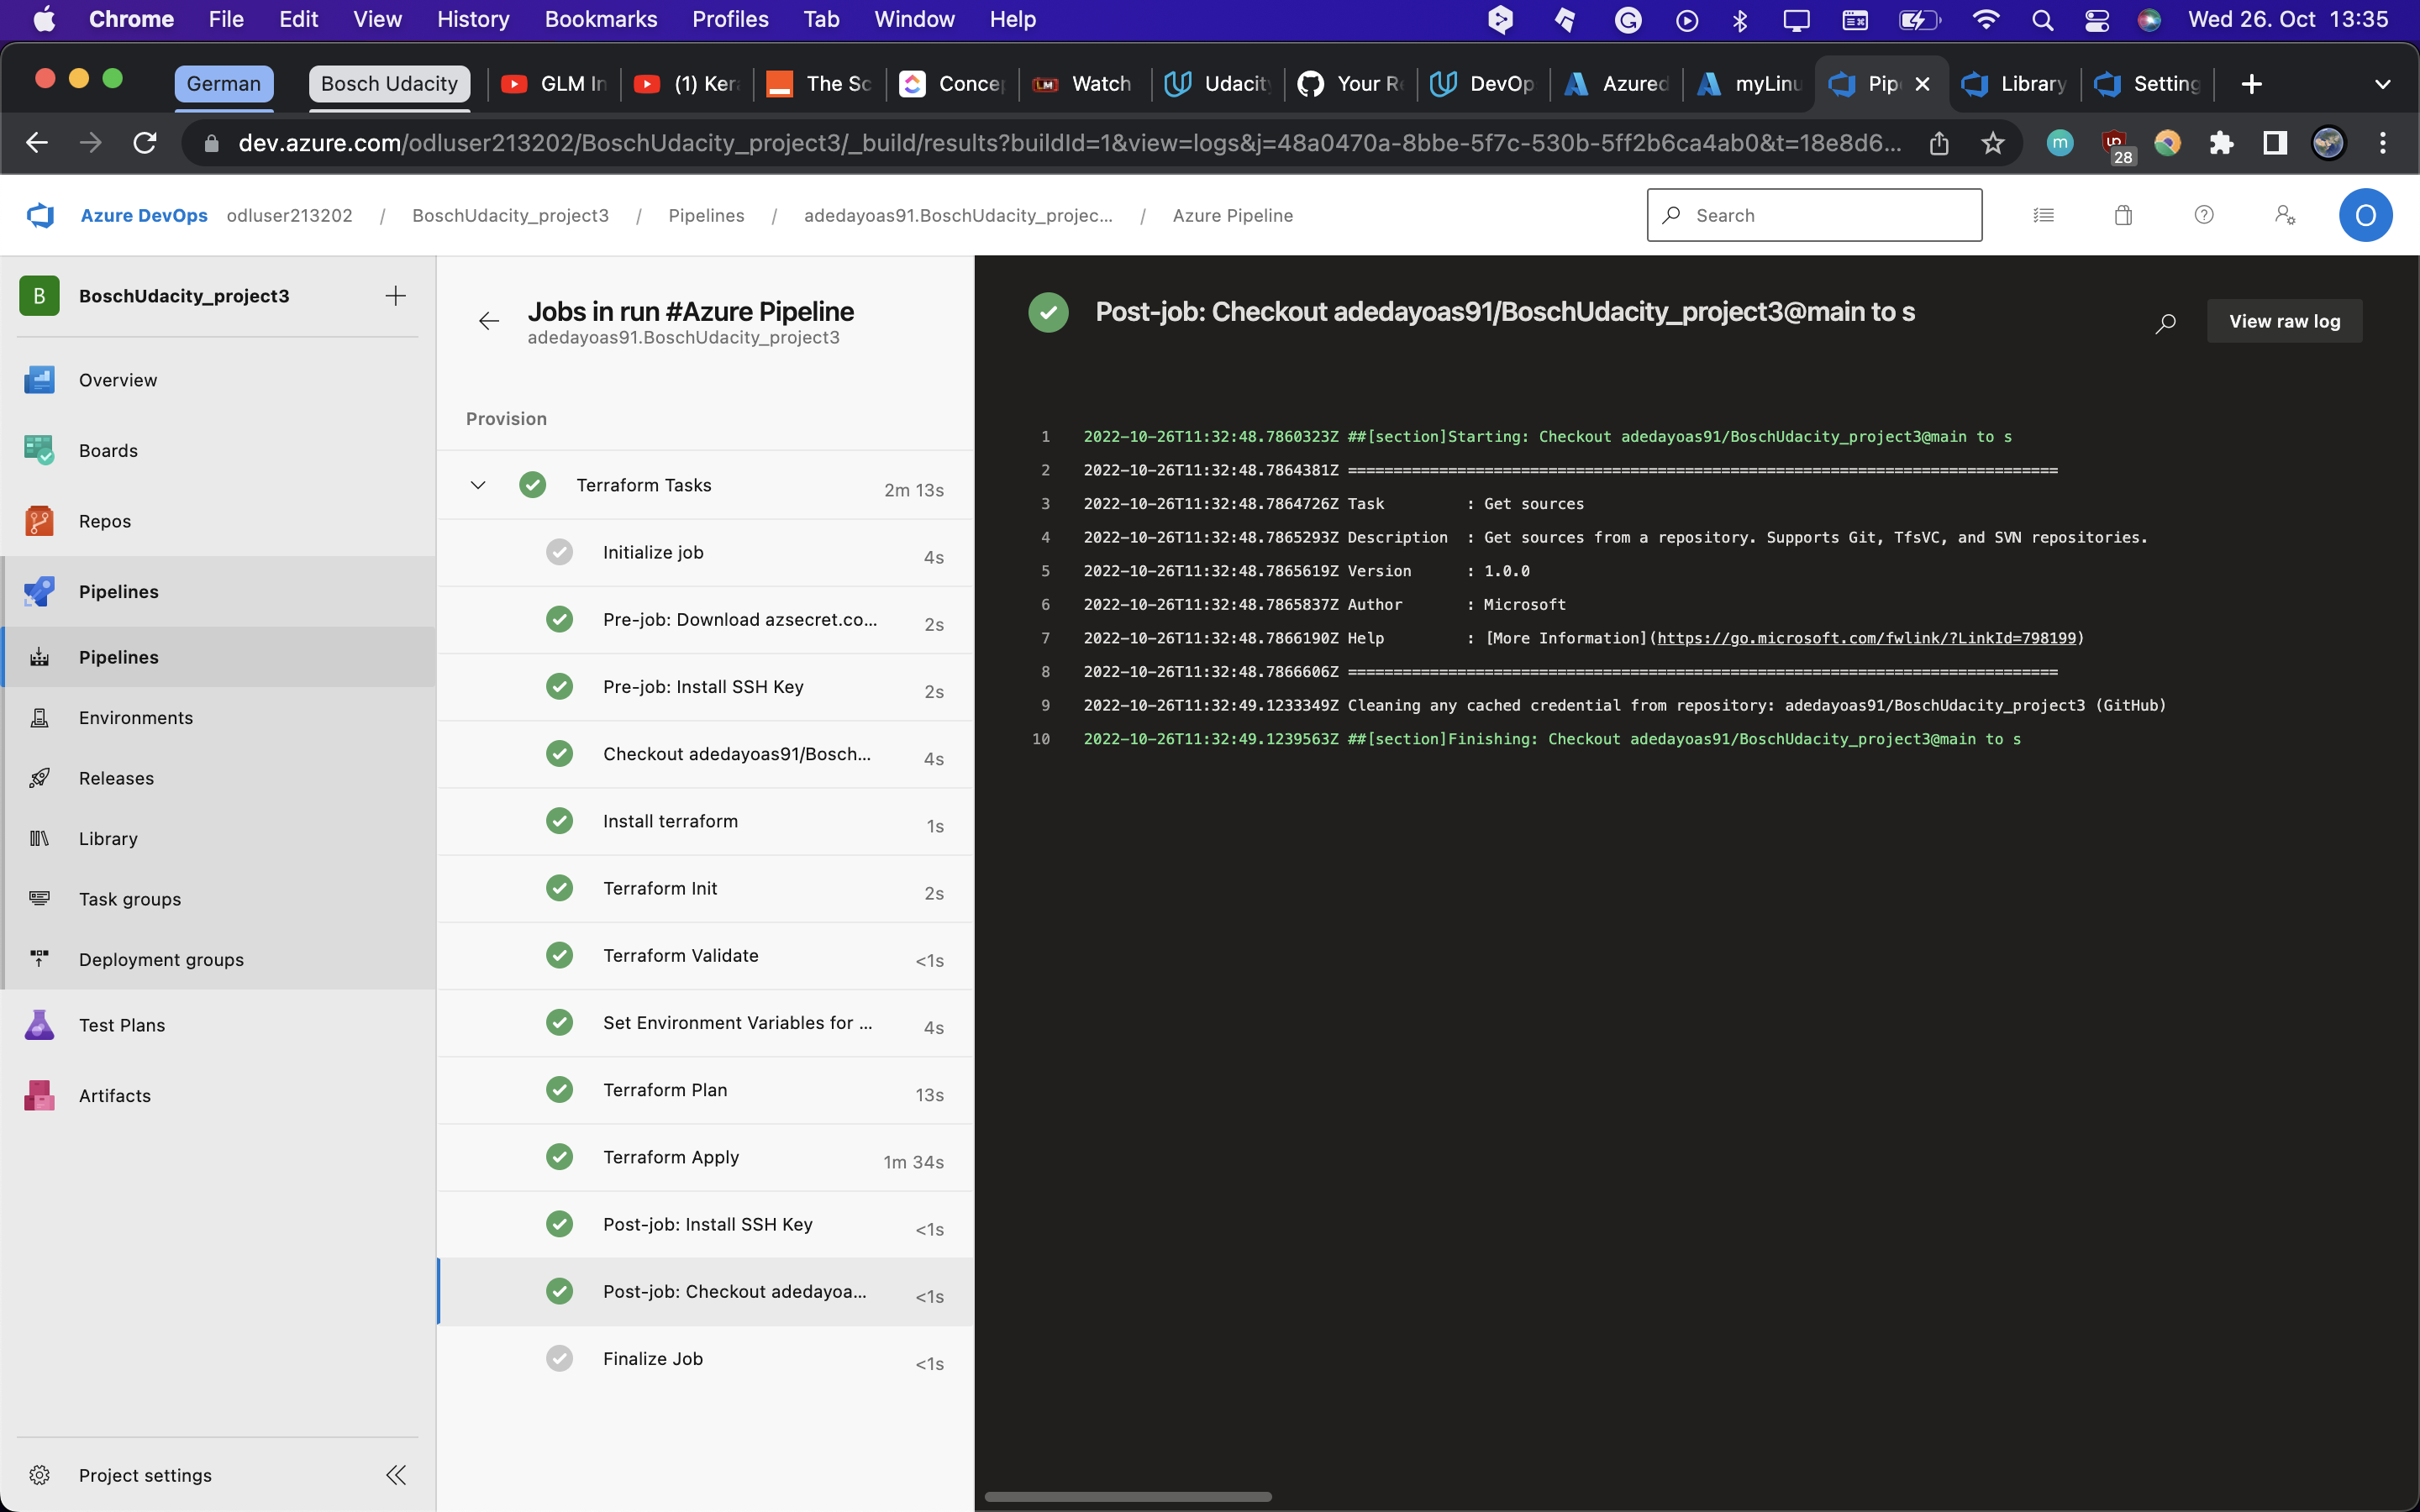 Chrome File Edit View History Bookmarks Profiles Tab Window Help Wed 26. Oct 13:35
German Bosch Udacity GLM In (1) Ker The Sc Concep Watch Udacit Your Re DevOp Azured myLinu Pip Library Setting
dev.azure.com/odluser213202/BoschUdacity_project3/_build/results?buildId=1&view=logs&j=48a0470a-8bbe-5f7c-530b-5ff2b6ca4ab0&t=18e8d6... m 28
Azure DevOps odluser213202 / BoschUdacity_project3 / Pipelines / adedayoas91.BoschUdacity_projec... / Azure Pipeline Search O
B BoschUdacity_project3
Overview
Boards
Repos
Pipelines
Pipelines
Environments
Releases
Library
Task groups
Deployment groups
Test Plans
Artifacts
Project settings
Jobs in run #Azure Pipeline
adedayoas91.BoschUdacity_project3
Provision
Terraform Tasks 2m 13s
Initialize job 4s
Pre-job: Download azsecret.co... 2s
Pre-job: Install SSH Key 2s
Checkout adedayoas91/Bosch... 4s
Install terraform 1s
Terraform Init 2s
Terraform Validate <1s
Set Environment Variables for ... 4s
Terraform Plan 13s
Terraform Apply 1m 34s
Post-job: Install SSH Key <1s
Post-job: Checkout adedayoa... <1s
Finalize Job <1s
Post-job: Checkout adedayoas91/BoschUdacity_project3@main to s
View raw log
1 2022-10-26T11:32:48.7860323Z ##[section]Starting: Checkout adedayoas91/BoschUdacity_project3@main to s
2 2022-10-26T11:32:48.7864381Z ==============================================================================
3 2022-10-26T11:32:48.7864726Z Task : Get sources
4 2022-10-26T11:32:48.7865293Z Description : Get sources from a repository. Supports Git, TfsVC, and SVN repositories.
5 2022-10-26T11:32:48.7865619Z Version : 1.0.0
6 2022-10-26T11:32:48.7865837Z Author : Microsoft
7 2022-10-26T11:32:48.7866190Z Help : [More Information](https://go.microsoft.com/fwlink/?LinkId=798199)
8 2022-10-26T11:32:48.7866606Z ==============================================================================
9 2022-10-26T11:32:49.1233349Z Cleaning any cached credential from repository: adedayoas91/BoschUdacity_project3 (GitHub)
10 2022-10-26T11:32:49.1239563Z ##[section]Finishing: Checkout adedayoas91/BoschUdacity_project3@main to s